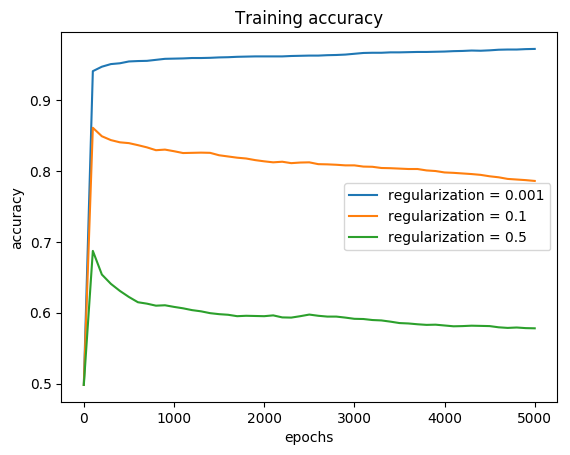 Training accuracy
accuracy
0.9
0.8
0.7
0.6
0.5
regularization = 0.001
regularization = 0.1
regularization = 0.5
0 1000 2000 3000 4000 5000
epochs